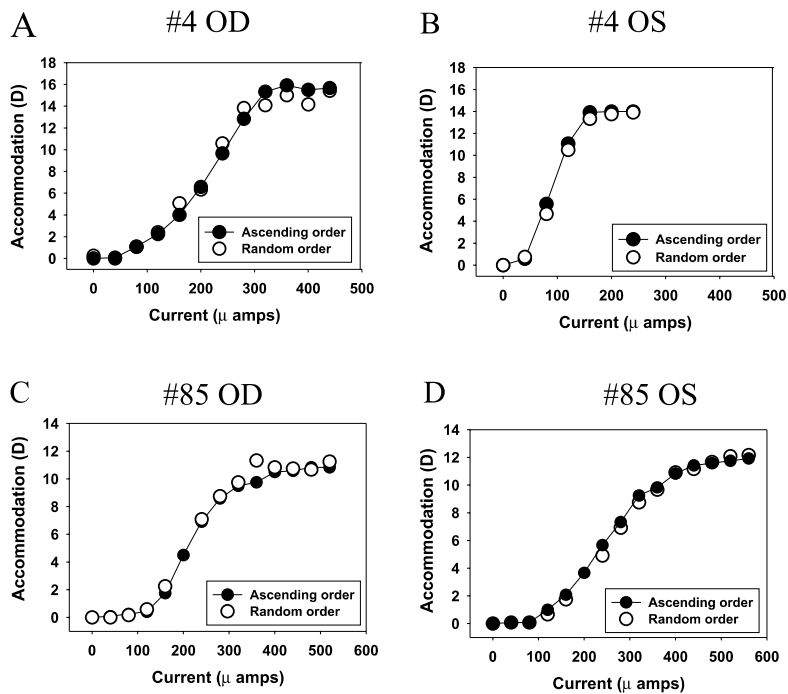 A
#4 OD
Accommodation (D)
18
16
14
12
10
8
6
4
2
0
Ascending order
Random order
0 100 200 300 400 500
Current (μ amps)
B
#4 OS
Accommodation (D)
18
16
14
12
10
8
6
4
2
0
Ascending order
Random order
0 100 200 300 400 500
Current (μ amps)
C
#85 OD
Accommodation (D)
14
12
10
8
6
4
2
0
Ascending order
Random order
0 100 200 300 400 500 600
Current (μ amps)
D
#85 OS
Accommodation (D)
14
12
10
8
6
4
2
0
Ascending order
Random order
0 100 200 300 400 500 600
Current (μ amps)